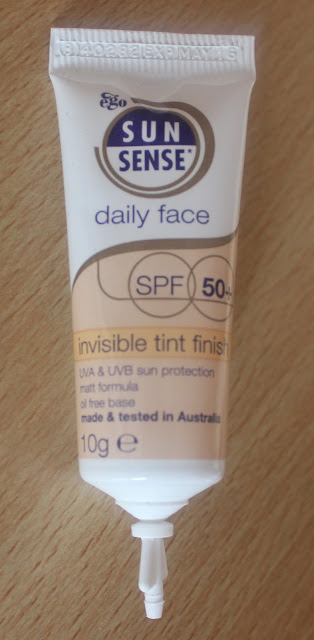 640282 EXP MAY 15
ego
SUN
SENSE
daily face
SPF 50+
invisible tint finish
UVA & UVB sun protection
matt formula
oil free base
made & tested in Australia
10g ℮